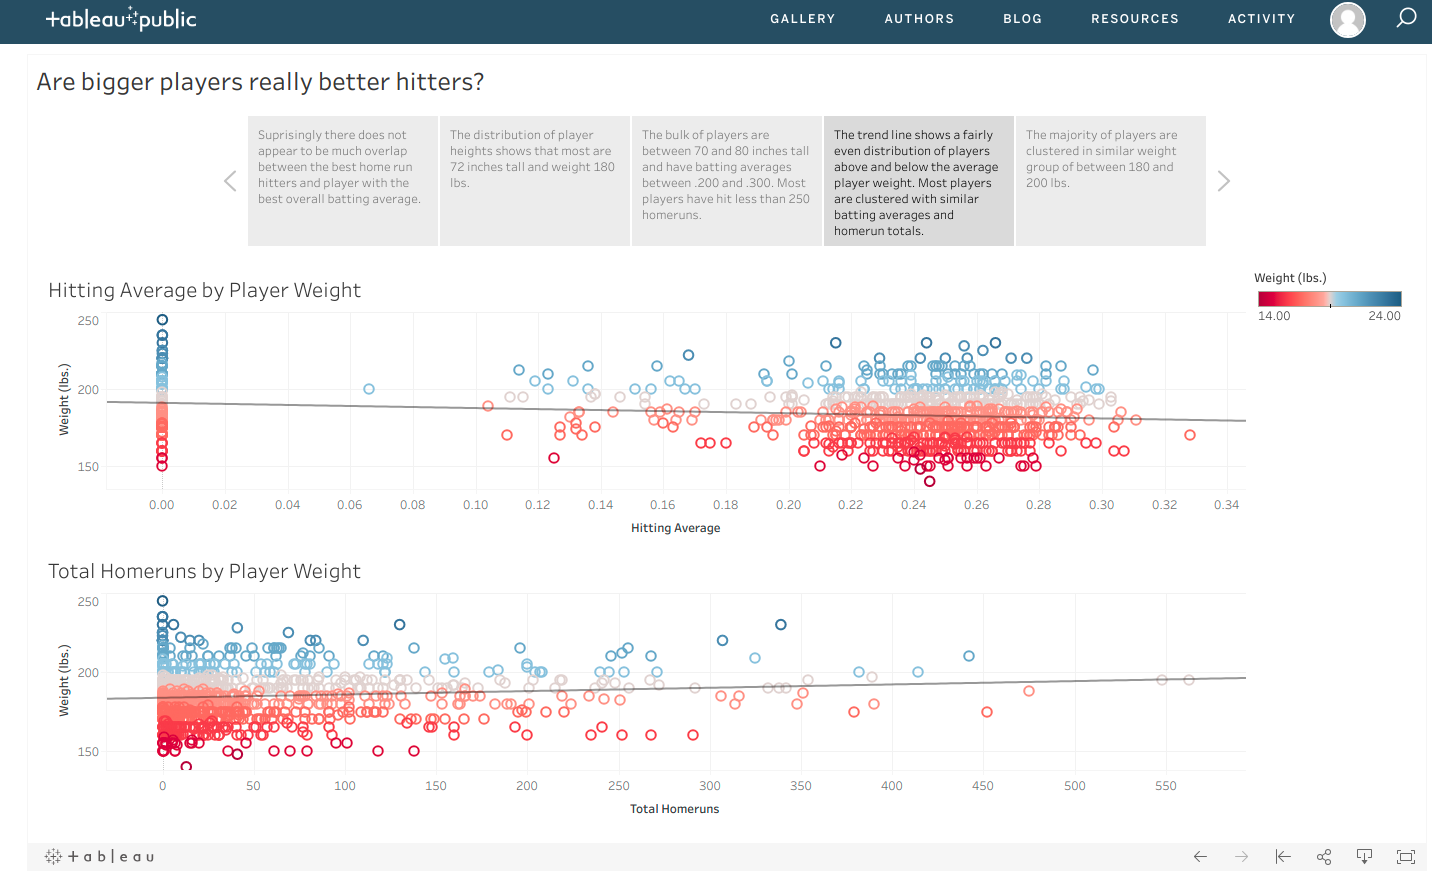 +ableau+public
GALLERY AUTHORS BLOG RESOURCES ACTIVITY
Are bigger players really better hitters?
Suprisingly there does not
appear to be much overlap
between the best home run
hitters and player with the
best overall batting average.
The distribution of player
heights shows that most are
72 inches tall and weight 180
lbs.
The bulk of players are
between 70 and 80 inches tall
and have batting averages
between .200 and .300. Most
players have hit less than 250
homeruns.
The trend line shows a fairly
even distribution of players
above and below the average
player weight. Most players
are clustered with similar
batting averages and
homerun totals.
The majority of players are
clustered in similar weight
group of between 180 and
200 lbs.
Weight (lbs.)
14.00 24.00
Hitting Average by Player Weight
250
200
150
Weight (lbs.)
0.00 0.02 0.04 0.06 0.08 0.10 0.12 0.14 0.16 0.18 0.20 0.22 0.24 0.26 0.28 0.30 0.32 0.34
Hitting Average
Total Homeruns by Player Weight
250
200
150
Weight (lbs.)
0 50 100 150 200 250 300 350 400 450 500 550
Total Homeruns
+ableau